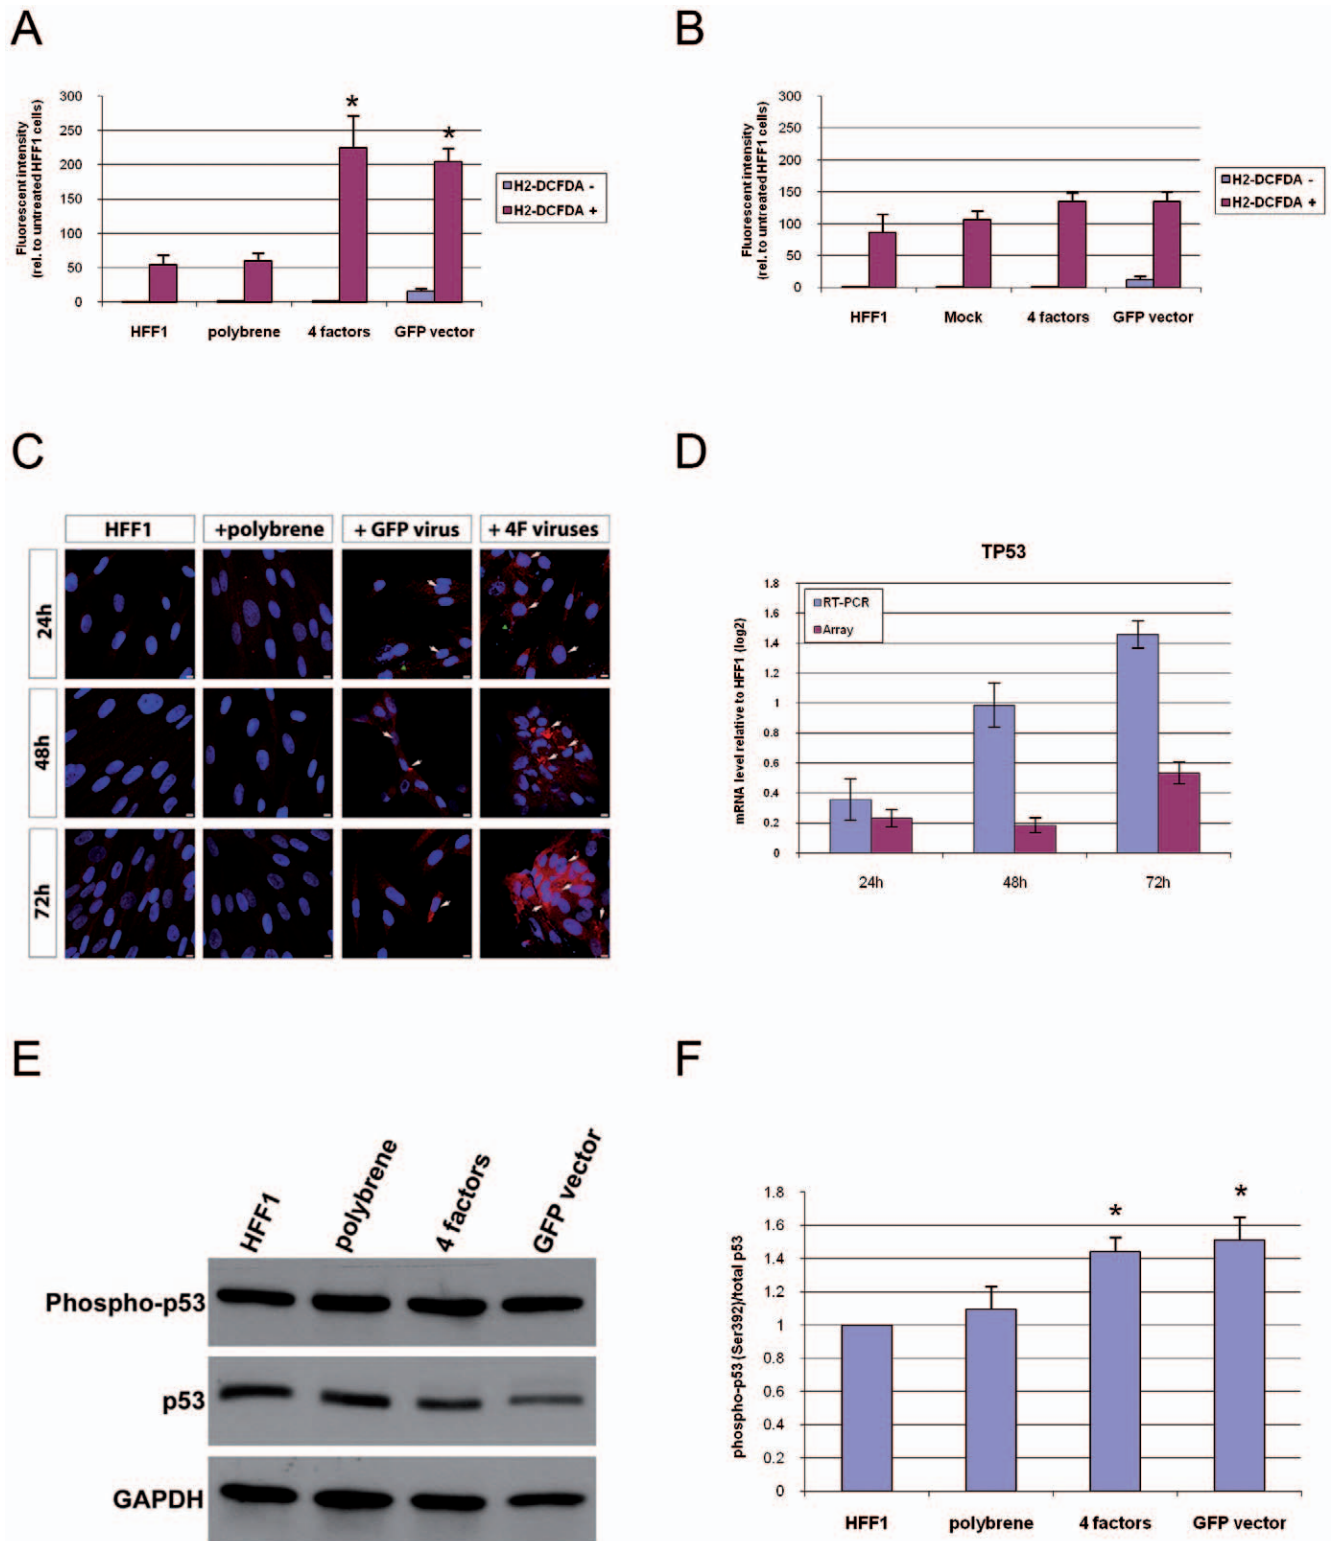 A
Fluorescent intensity
(rel. to untreated HFF1 cells)
300
250
200
150
100
50
0
*
*
HFF1 polybrene 4 factors GFP vector
H2-DCFDA -
H2-DCFDA +
B
Fluorescent intensity
(rel. to untreated HFF1 cells)
300
250
200
150
100
50
0
HFF1 Mock 4 factors GFP vector
H2-DCFDA -
H2-DCFDA +
C
HFF1 +polybrene + GFP virus + 4F viruses
24h
48h
72h
D
TP53
mRNA level relative to HFF1 (log2)
1.8
1.6
1.4
1.2
1
0.8
0.6
0.4
0.2
0
RT-PCR
Array
24h 48h 72h
E
HFF1 polybrene 4 factors GFP vector
Phospho-p53
p53
GAPDH
F
phospho-p53 (Ser392)/total p53
1.8
1.6
1.4
1.2
1
0.8
0.6
0.4
0.2
0
*
*
HFF1 polybrene 4 factors GFP vector